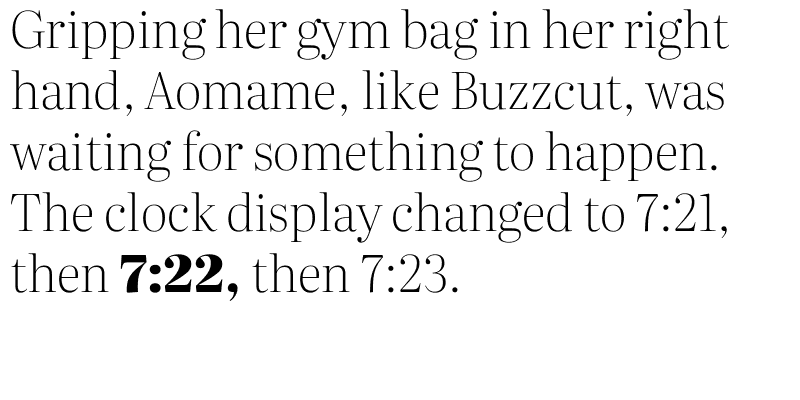 Gripping her gym bag in her right
hand, Aomame, like Buzzcut, was
waiting for something to happen.
The clock display changed to 7:21,
then 7:22, then 7:23.